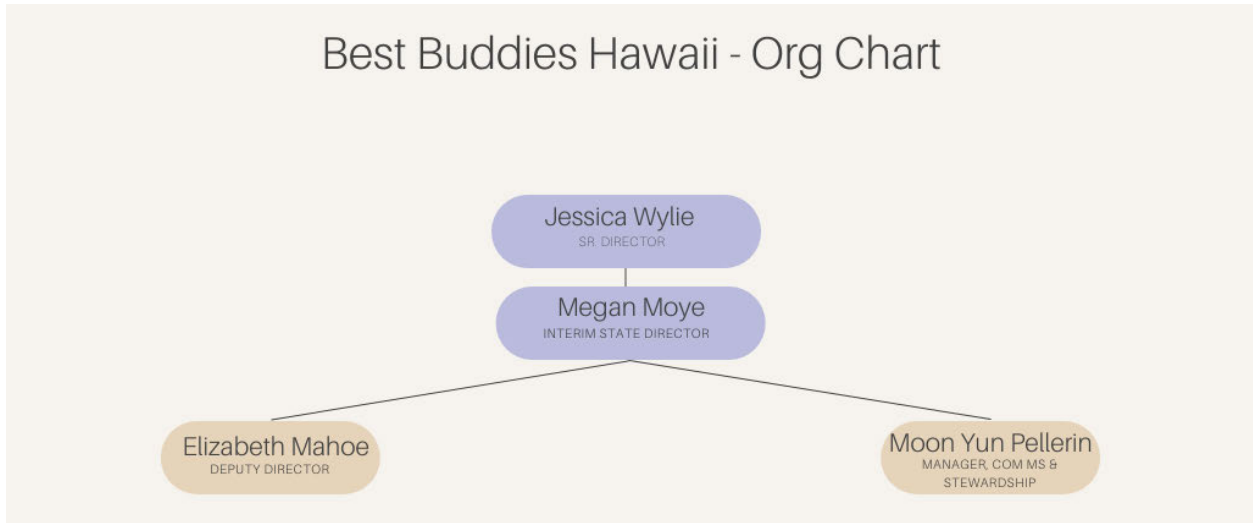 Best Buddies Hawaii - Org Chart
Jessica Wylie
SR. DIRECTOR
Megan Moye
INTERIM STATE DIRECTOR
Elizabeth Mahoe
DEPUTY DIRECTOR
Moon Yun Pellerin
MANAGER, COM MS &
STEWARDSHIP